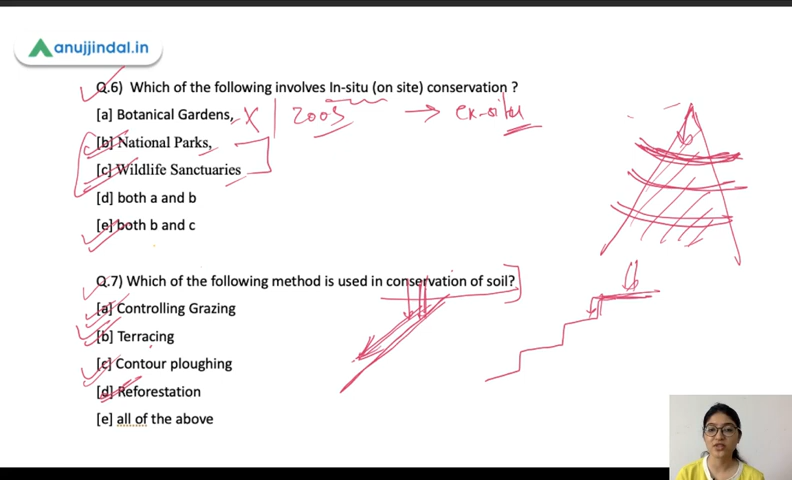 anujjindal.in
Q.6) Which of the following involves In-situ (on site) conservation ?
[a] Botanical Gardens, X | zoos → ex-situ
[b] National Parks,
[c] Wildlife Sanctuaries
[d] both a and b
[e] both b and c
Q.7) Which of the following method is used in conservation of soil?
[a] Controlling Grazing
[b] Terracing
[c] Contour ploughing
[d] Reforestation
[e] all of the above